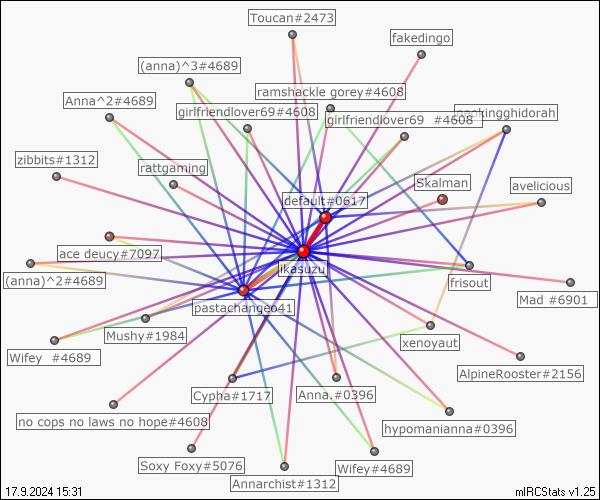 Toucan#2473
fakedingo
(anna)^3#4689
ramshackle gorey#4608
Anna^2#4689
girlfriendlover69#4608
girlfriendlover69 #4608
zibbits#1312
rattgaming
Skalman
avelicious
default#0617
ace deucy#7097
likasuzu
(anna)^2#4689
frisout
Mad #6901
pastachangeo41
Mushy#1984
xenoyaut
Wifey #4689
AlpineRooster#2156
Cypha#1717
Anna.#0396
no cops no laws no hope#4608
hypomanianna#0396
Soxy Foxy#5076
Wifey#4689
Annarchist#1312
17.9.2024 15:31
mIRCStats v1.25